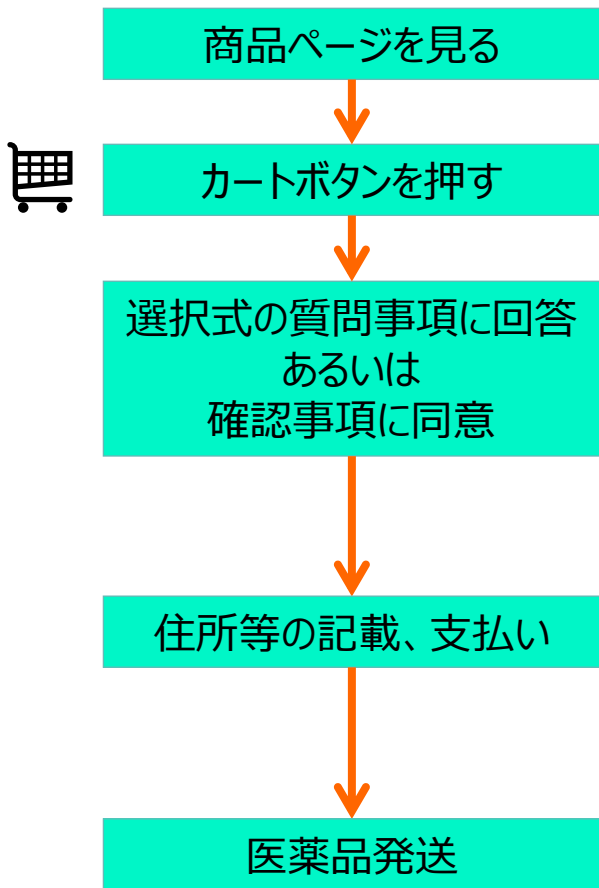 商品ページを見る
カートボタンを押す
選択式の質問事項に回答
あるいは
確認事項に同意
住所等の記載、支払い
医薬品発送